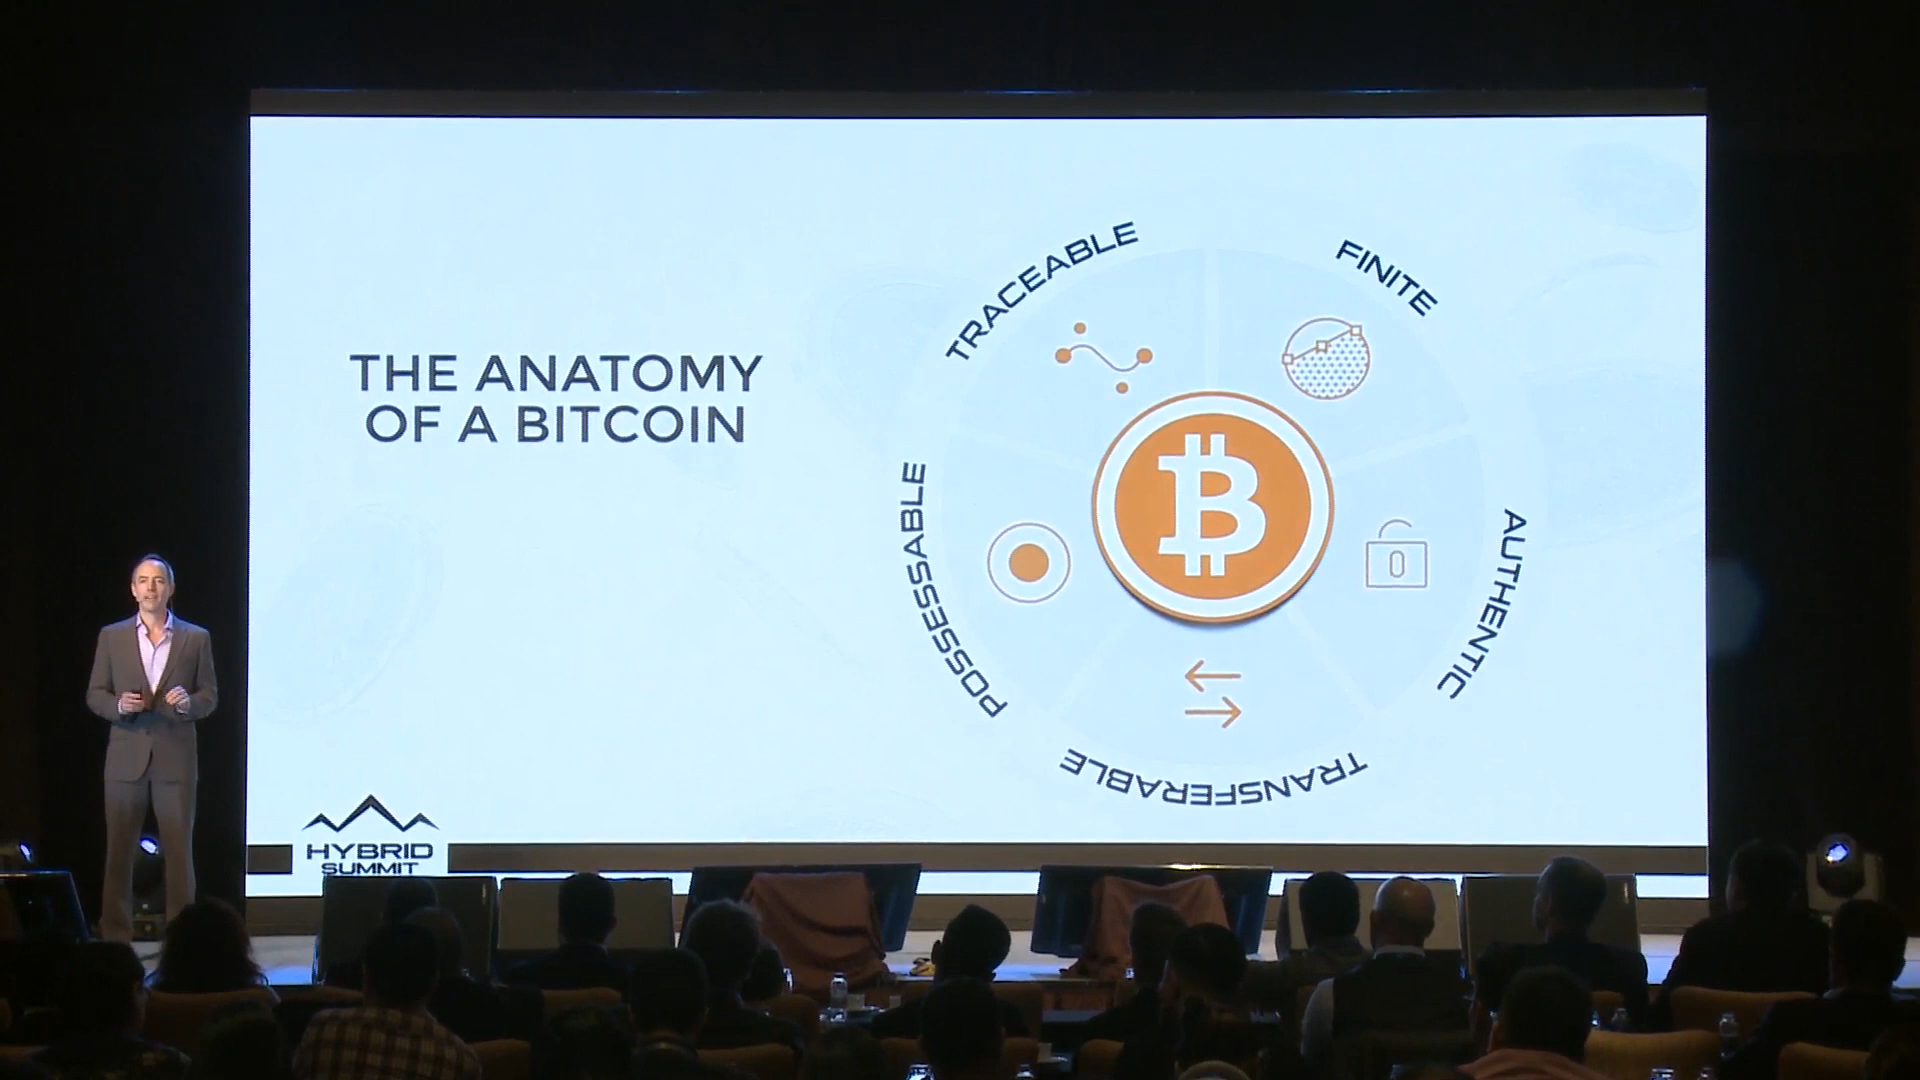 THE ANATOMY
OF A BITCOIN
TRACEABLE
FINITE
AUTHENTIC
TRANSFERABLE
POSSESSABLE
HYBRID
SUMMIT